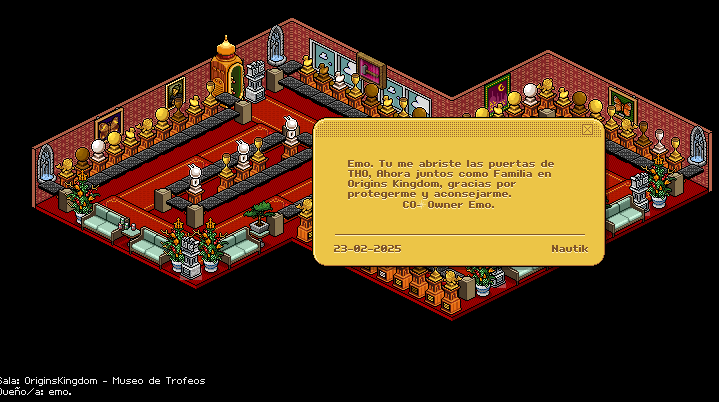 Emo. Tu me abriste las puertas de
THO, Ahora juntos como Familia en
Origins Kingdom, gracias por
protegerme y aconsejarme.
CO- Owner Emo.
23-02-2025 Nautik
Sala: OriginsKingdom - Museo de Trofeos
Dueño/a: emo.